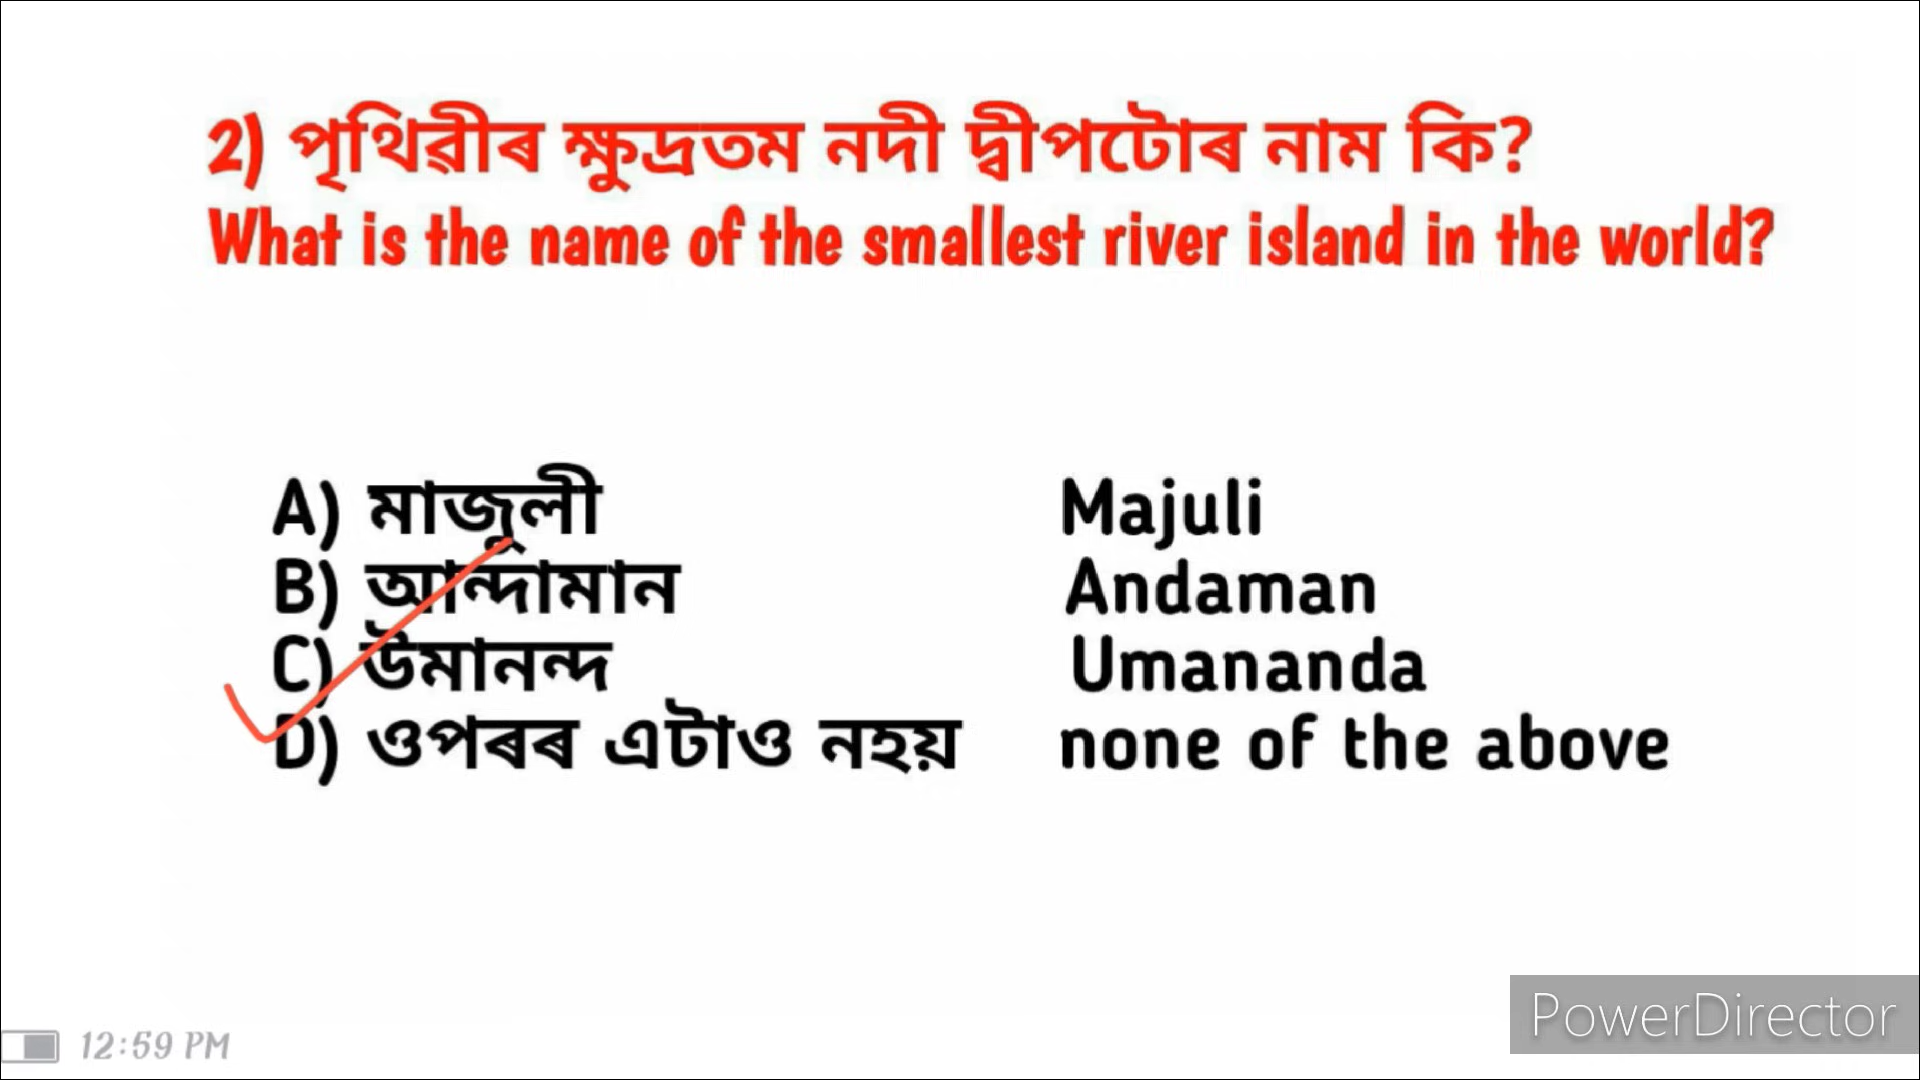 2) পৃথিৱীৰ ক্ষুদ্ৰতম নদী দ্বীপটোৰ নাম কি?
What is the name of the smallest river island in the world?
A) মাজুলী Majuli
B) আন্দামান Andaman
C) উমানন্দ Umananda
D) ওপৰৰ এটাও নহয় none of the above
12:59 PM
PowerDirector